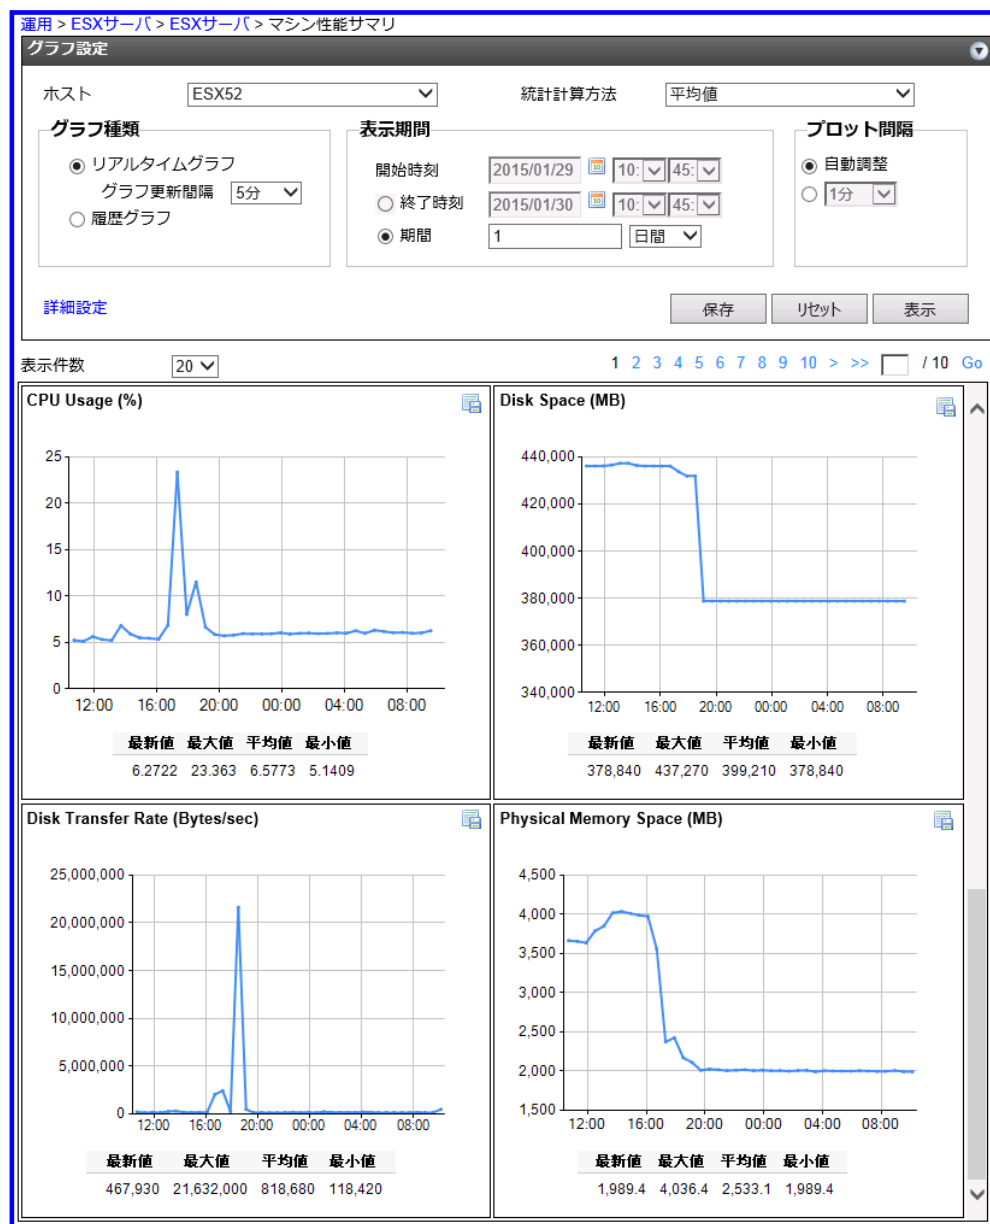 運用 > ESXサーバ > ESXサーバ > マシン性能サマリ
グラフ設定
ホスト ESX52 統計計算方法 平均値
グラフ種類 表示期間 プロット間隔
リアルタイムグラフ 開始時刻 2015/01/29 10: 45: 自動調整
グラフ更新間隔 5分 終了時刻 2015/01/30 10: 45: 1分
履歴グラフ 期間 1 日間
詳細設定 保存 リセット 表示
表示件数 20 1 2 3 4 5 6 7 8 9 10 > >> / 10 Go
CPU Usage (%)
25
20
15
10
5
0
12:00 16:00 20:00 00:00 04:00 08:00
最新値 最大値 平均値 最小値
6.2722 23.363 6.5773 5.1409
Disk Space (MB)
440,000
420,000
400,000
380,000
360,000
340,000
12:00 16:00 20:00 00:00 04:00 08:00
最新値 最大値 平均値 最小値
378,840 437,270 399,210 378,840
Disk Transfer Rate (Bytes/sec)
25,000,000
20,000,000
15,000,000
10,000,000
5,000,000
0
12:00 16:00 20:00 00:00 04:00 08:00
最新値 最大値 平均値 最小値
467,930 21,632,000 818,680 118,420
Physical Memory Space (MB)
4,500
4,000
3,500
3,000
2,500
2,000
1,500
12:00 16:00 20:00 00:00 04:00 08:00
最新値 最大値 平均値 最小値
1,989.4 4,036.4 2,533.1 1,989.4